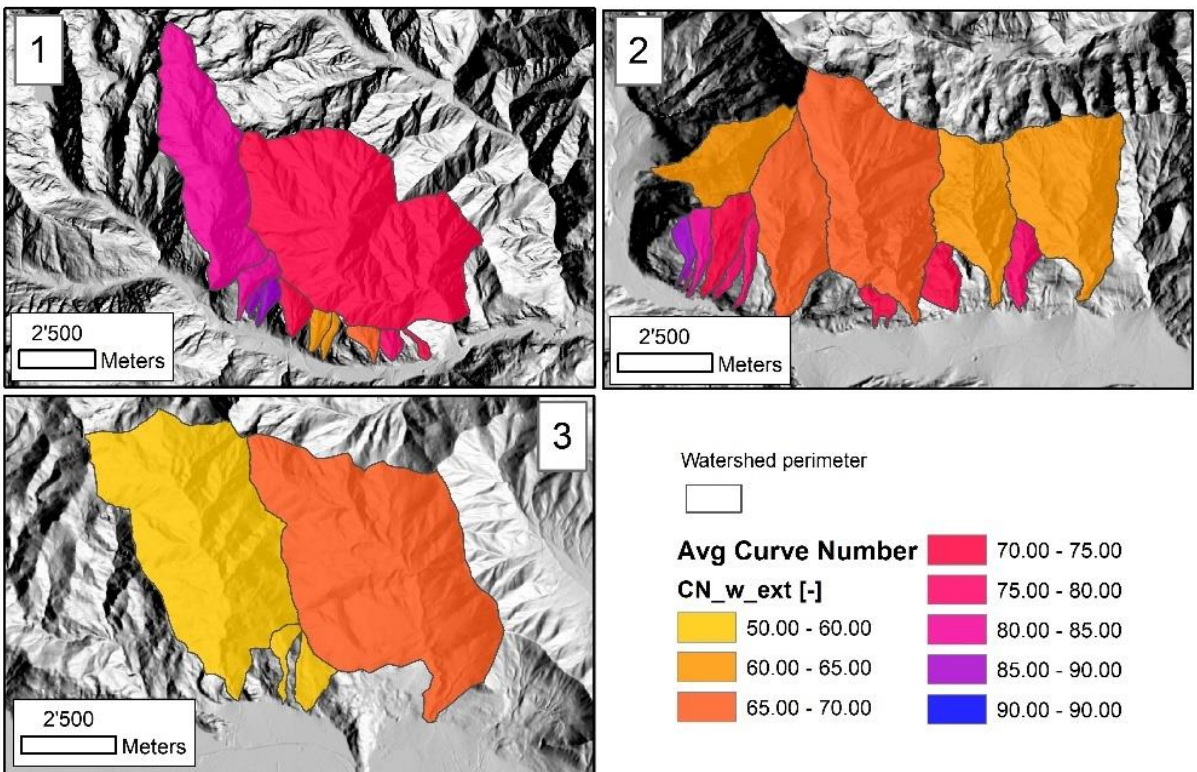 1
2'500
Meters
2
2'500
Meters
3
2'500
Meters
Watershed perimeter
Avg Curve Number
CN_w_ext [-]
50.00 - 60.00
60.00 - 65.00
65.00 - 70.00
70.00 - 75.00
75.00 - 80.00
80.00 - 85.00
85.00 - 90.00
90.00 - 90.00